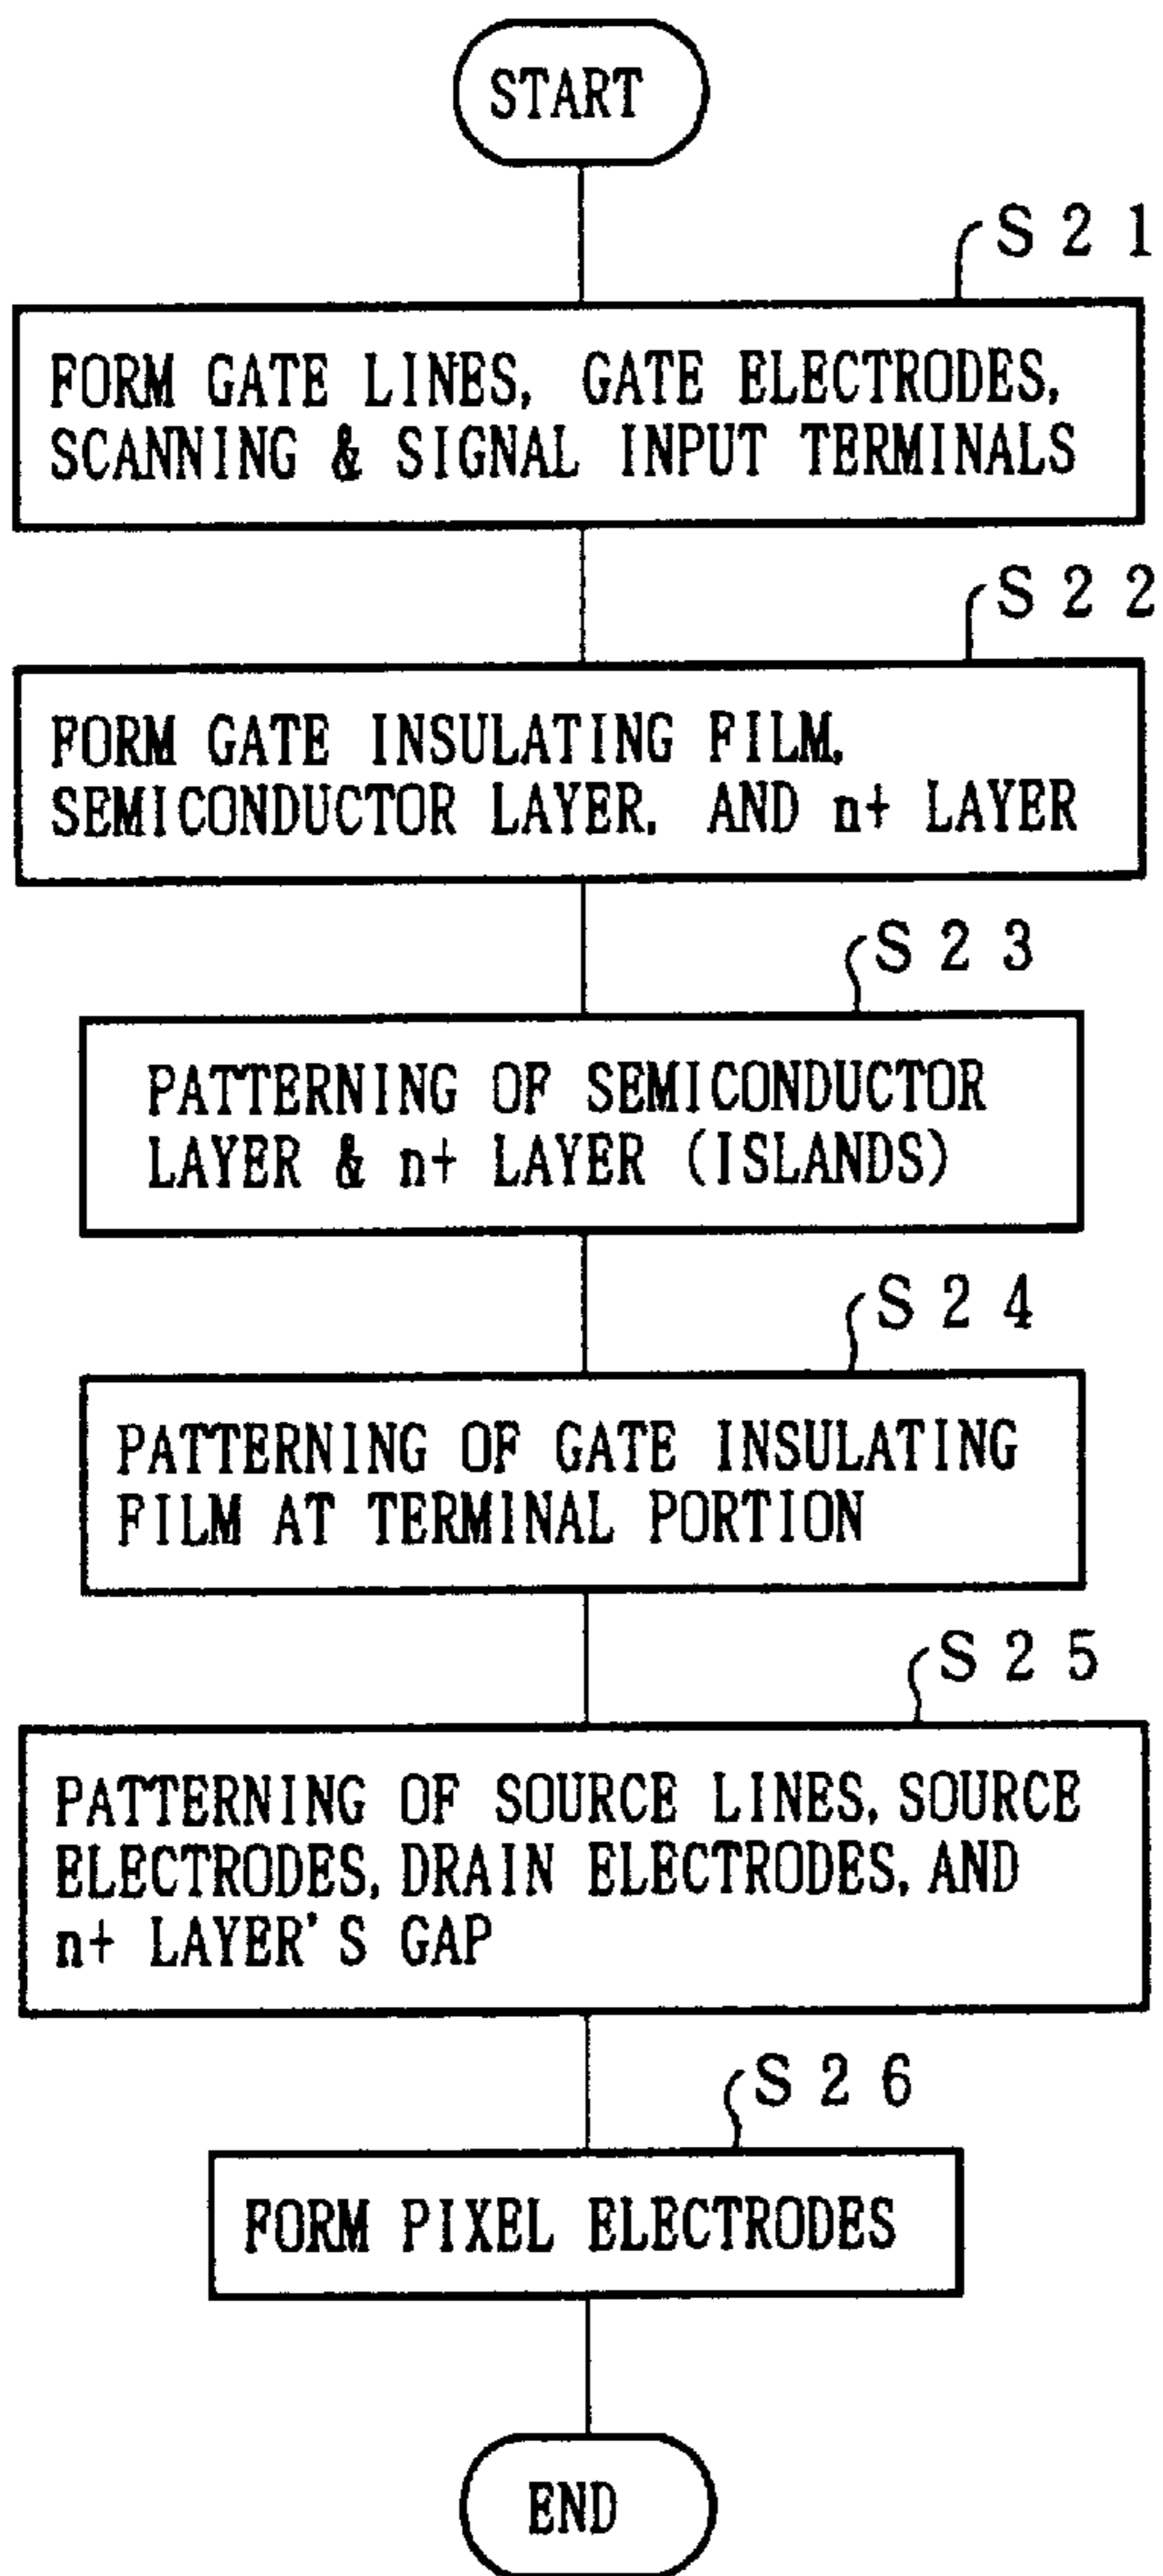 START
S21
FORM GATE LINES, GATE ELECTRODES,
SCANNING & SIGNAL INPUT TERMINALS
S22
FORM GATE INSULATING FILM,
SEMICONDUCTOR LAYER, AND n+ LAYER
S23
PATTERNING OF SEMICONDUCTOR
LAYER & n+ LAYER (ISLANDS)
S24
PATTERNING OF GATE INSULATING
FILM AT TERMINAL PORTION
S25
PATTERNING OF SOURCE LINES, SOURCE
ELECTRODES, DRAIN ELECTRODES, AND
n+ LAYER'S GAP
S26
FORM PIXEL ELECTRODES
END